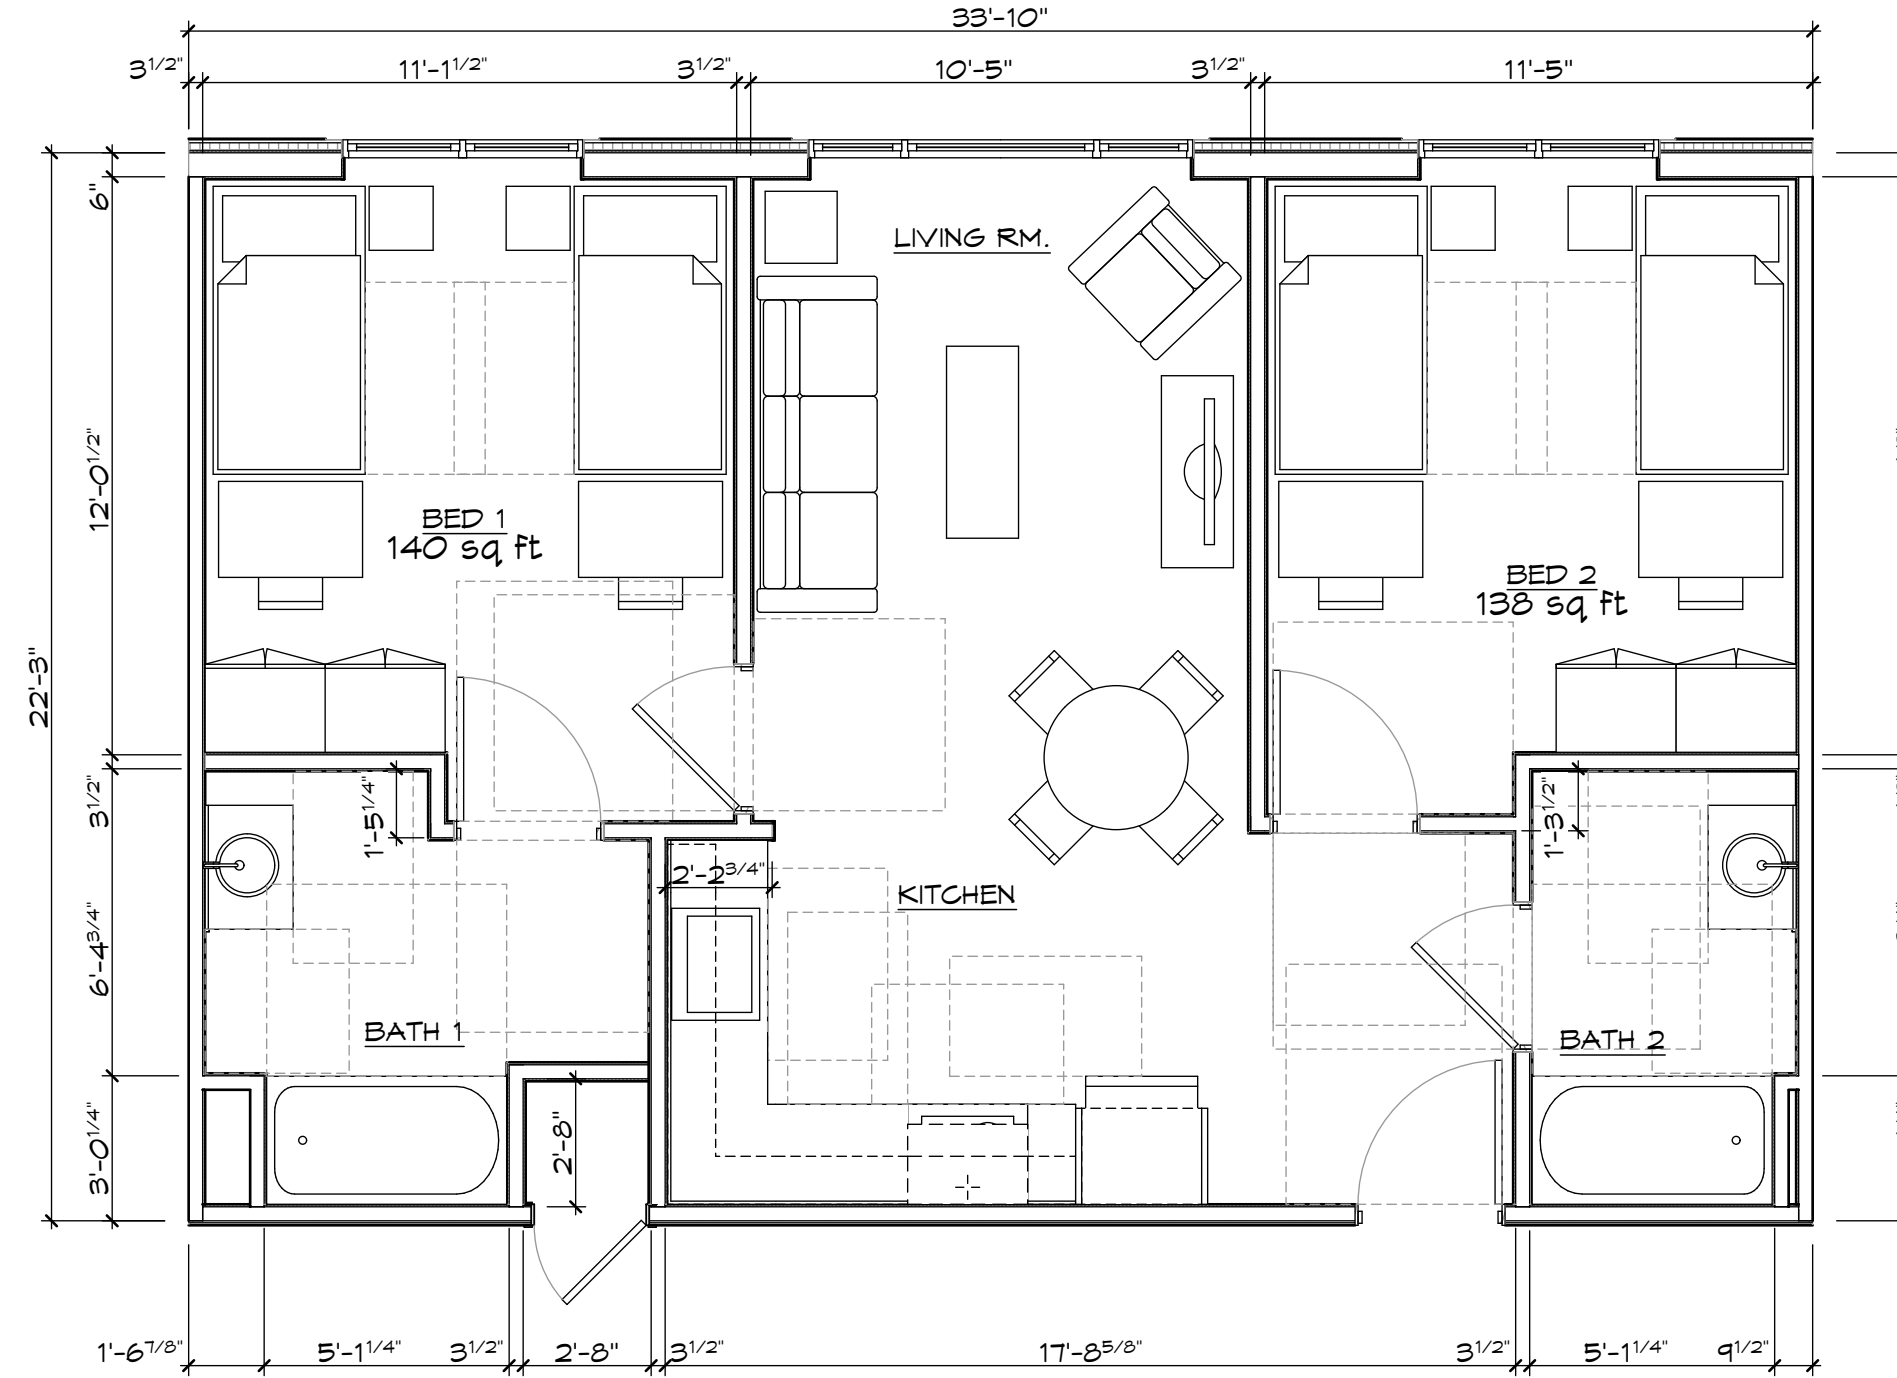 33'-10"
3 1/2" 11'-1 1/2" 3 1/2" 10'-5" 3 1/2" 11'-5"
6"
LIVING RM.
12'-0 1/2"
BED 1
140 sq ft
BED 2
138 sq ft
22'-3"
3 1/2"
1'-5 1/4"
1'-3 1/2"
2'-2 3/4"
KITCHEN
6'-4 3/4"
BATH 1
BATH 2
3'-0 1/4"
2'-8"
1'-6 7/8" 5'-1 1/4" 3 1/2" 2'-8" 3 1/2" 17'-8 5/8" 3 1/2" 5'-1 1/4" 9 1/2"